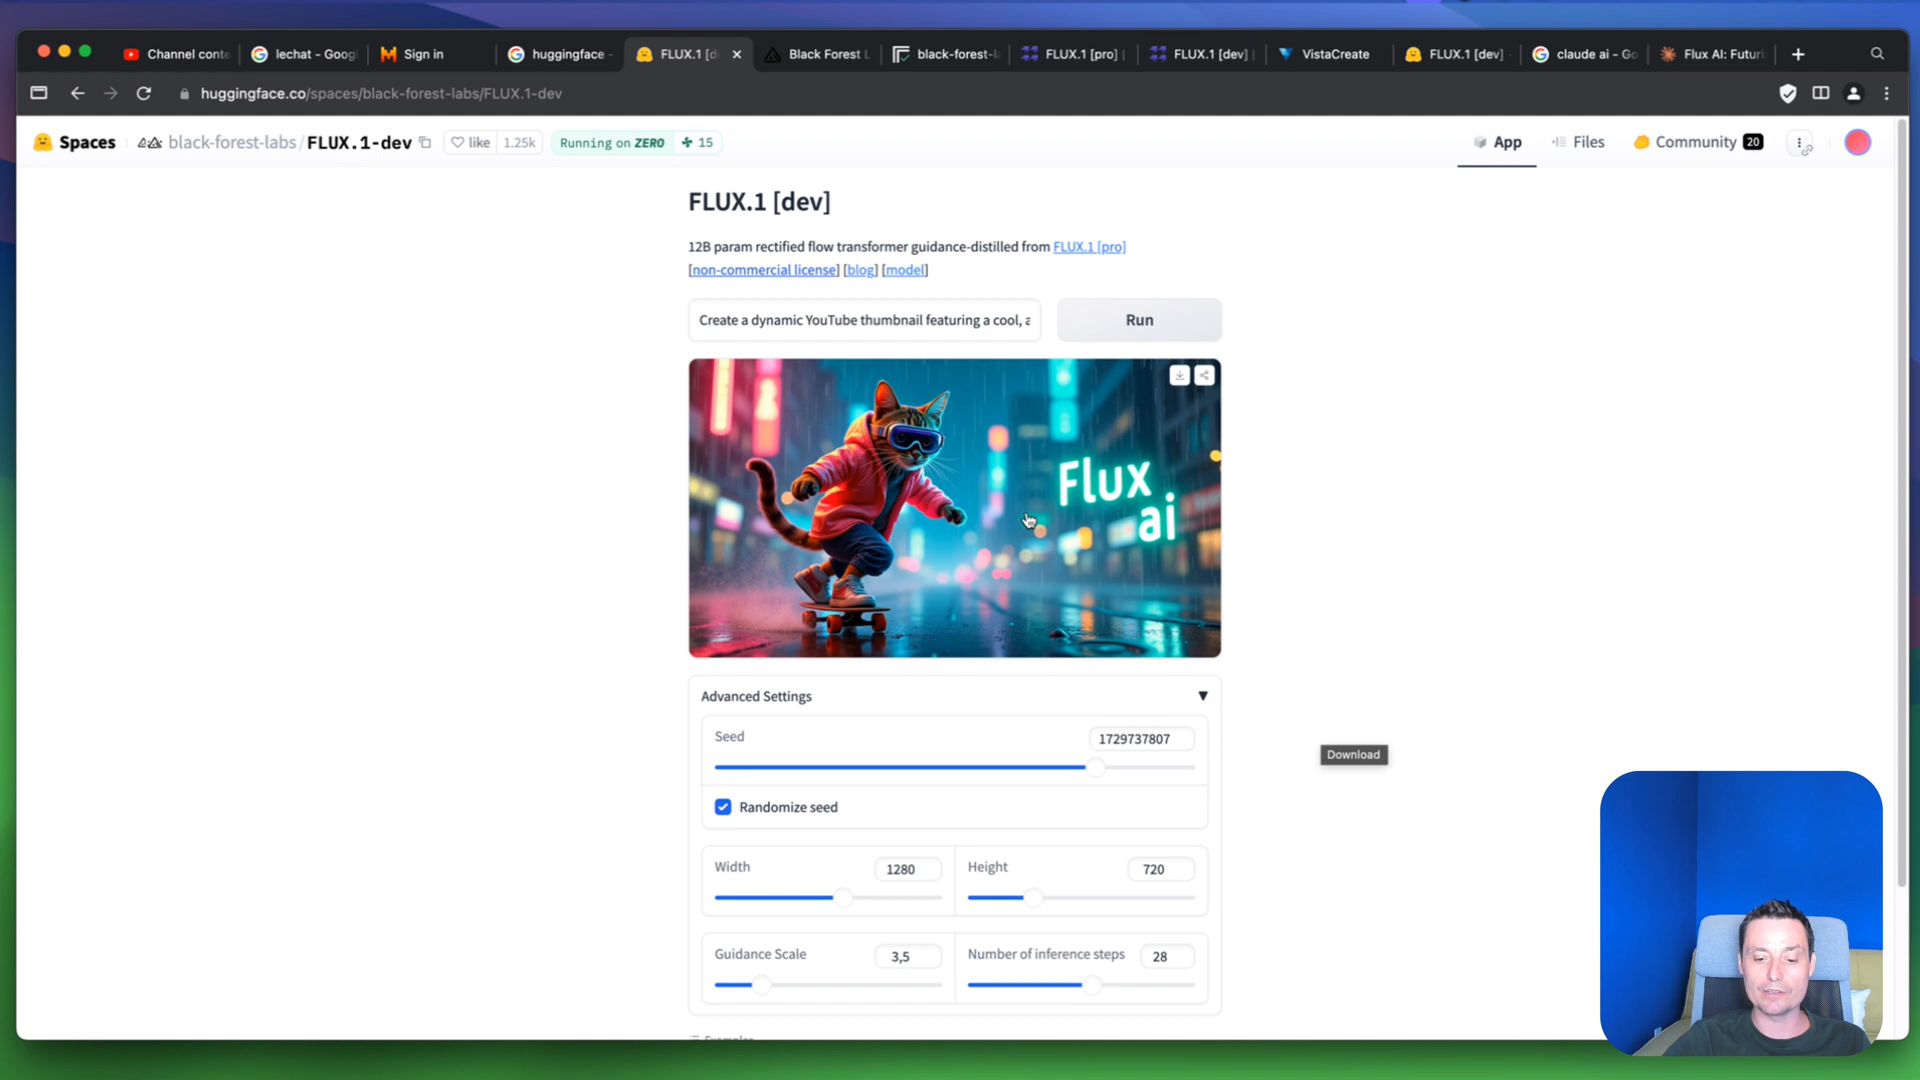 Channel conte
lechat - Goog
Sign in
huggingface -
FLUX.1 [d
Black Forest L
black-forest-l
FLUX.1 [pro] |
FLUX.1 [dev] |
VistaCreate
FLUX.1 [dev]
claude ai - Go
Flux AI: Futuri
huggingface.co/spaces/black-forest-labs/FLUX.1-dev
Spaces
black-forest-labs/FLUX.1-dev
like
1.25k
Running on ZERO
15
App
Files
Community
20
FLUX.1 [dev]
12B param rectified flow transformer guidance-distilled from FLUX.1 [pro]
[non-commercial license] [blog] [model]
Create a dynamic YouTube thumbnail featuring a cool, a
Run
Flux
ai
Advanced Settings
▼
Seed
1729737807
Download
Randomize seed
Width
1280
Height
720
Guidance Scale
3,5
Number of inference steps
28